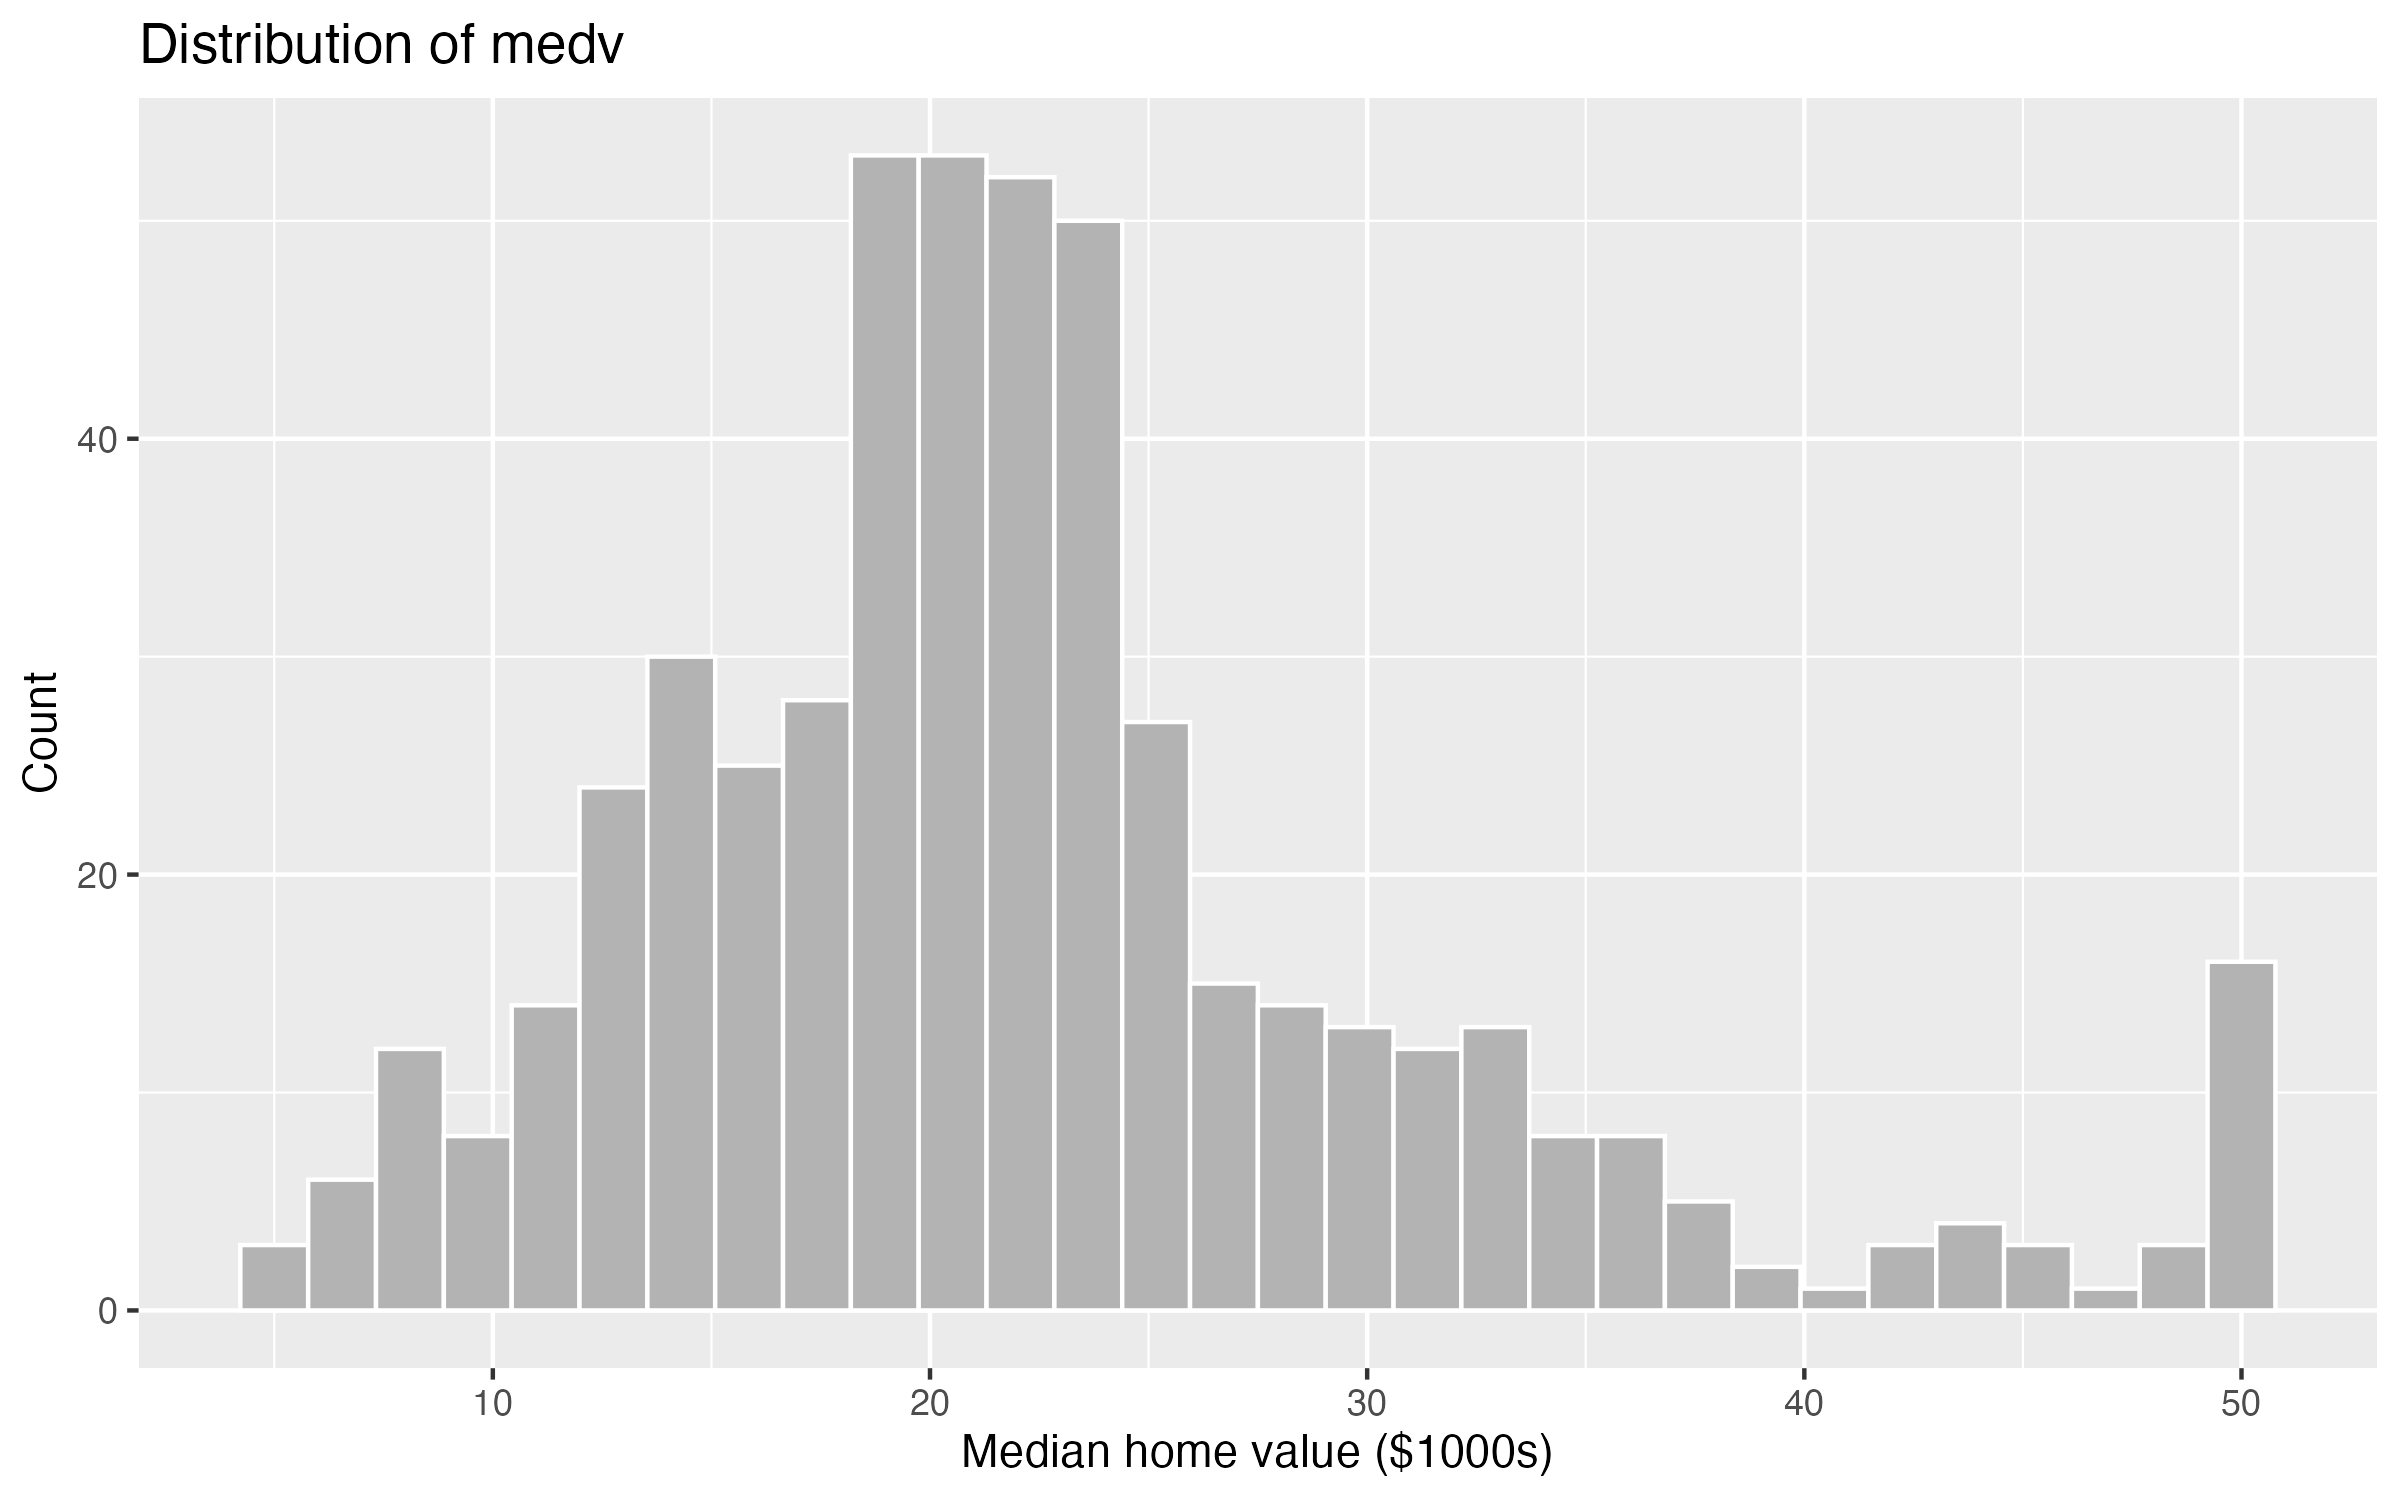 Distribution of medv
Count
40
20
0
10 20 30 40 50
Median home value ($1000s)